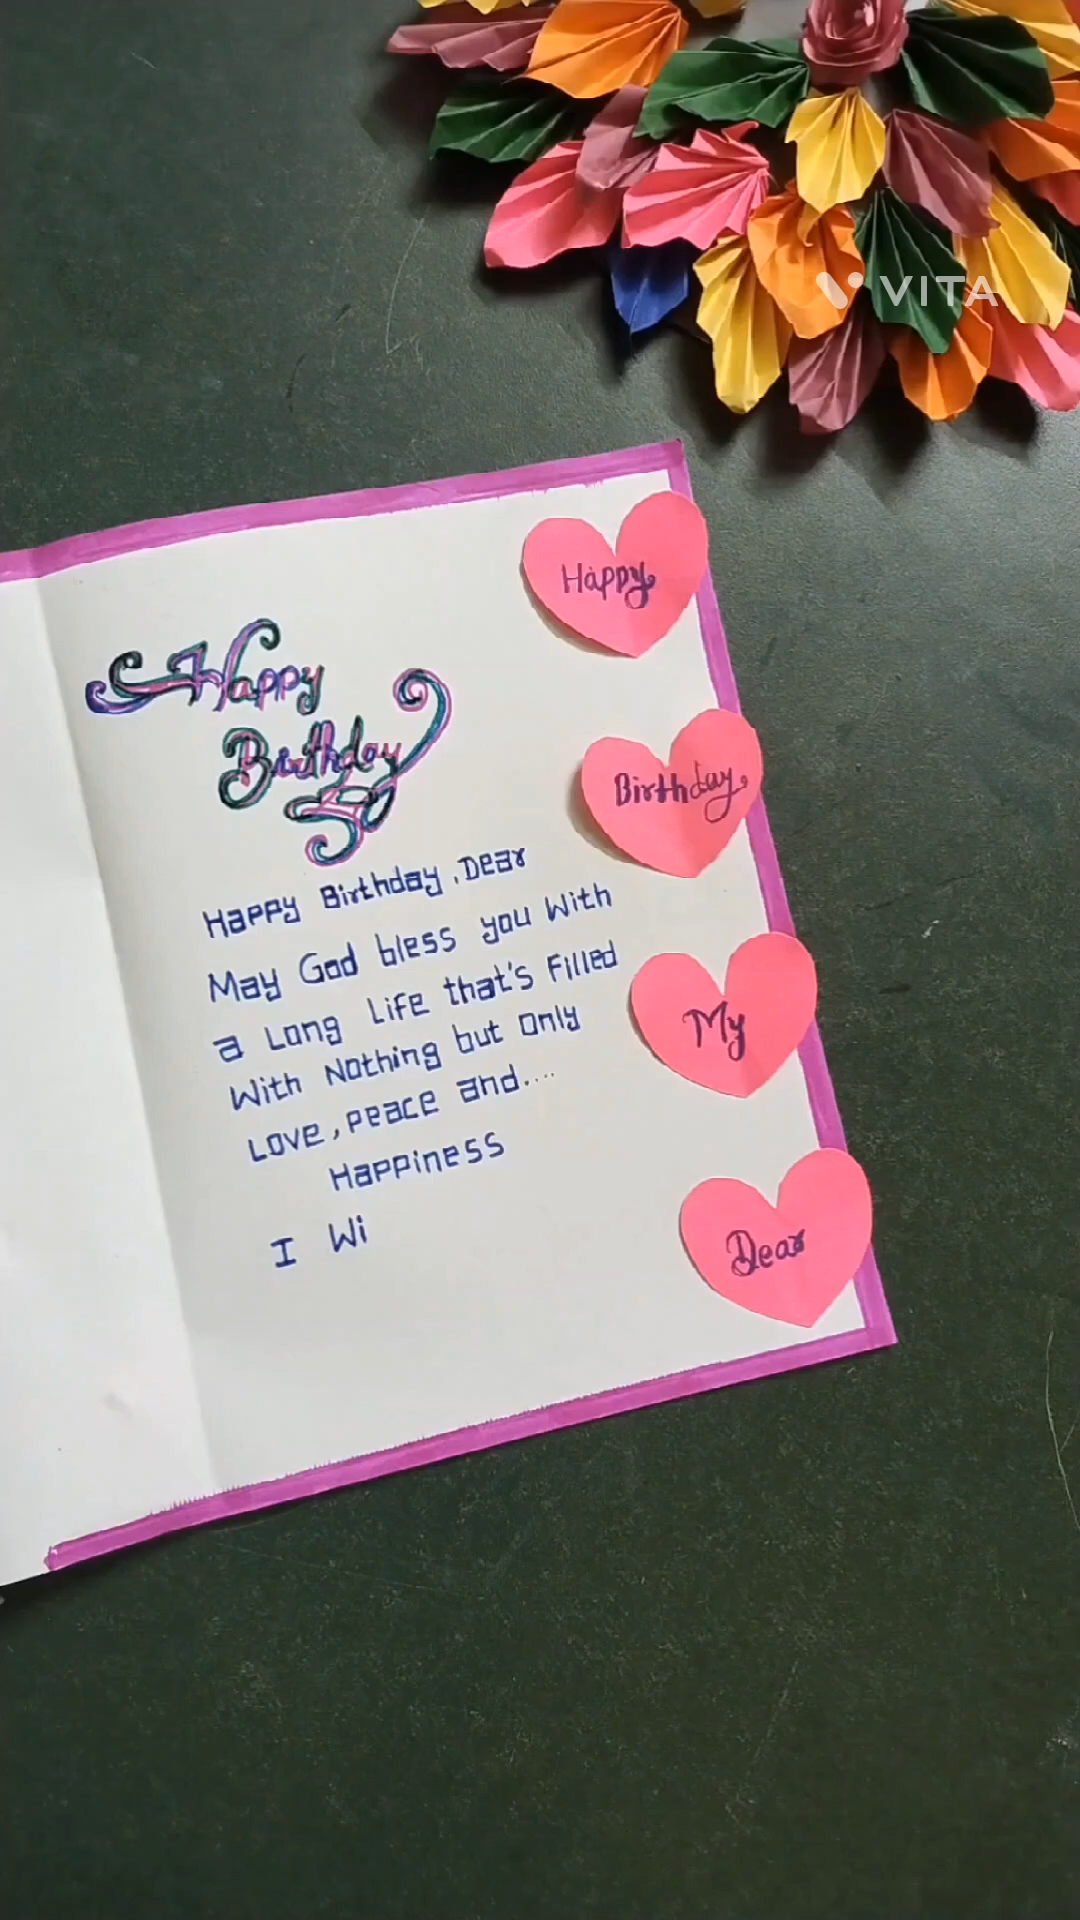 VITA
Happy
Birthday
Happy Birthday, Dear
May God bless you With
a Long Life that's Filled
With Nothing but Only
Love, Peace and....
Happiness
I Wi
Happy
Birthday
My
Dear